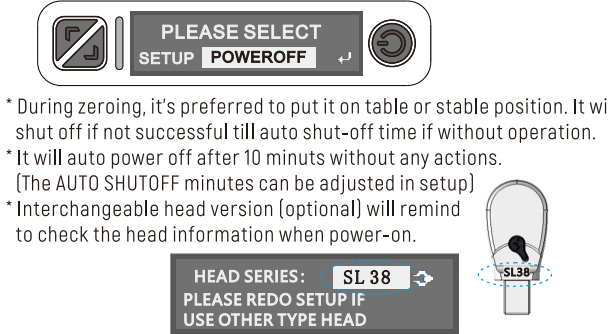 PLEASE SELECT
SETUP POWEROFF ↵
* During zeroing, it's preferred to put it on table or stable position. It wi
shut off if not successful till auto shut-off time if without operation.
* It will auto power off after 10 minuts without any actions.
(The AUTO SHUTOFF minutes can be adjusted in setup)
* Interchangeable head version (optional) will remind
to check the head information when power-on.
SL38
HEAD SERIES: SL 38
PLEASE REDO SETUP IF
USE OTHER TYPE HEAD